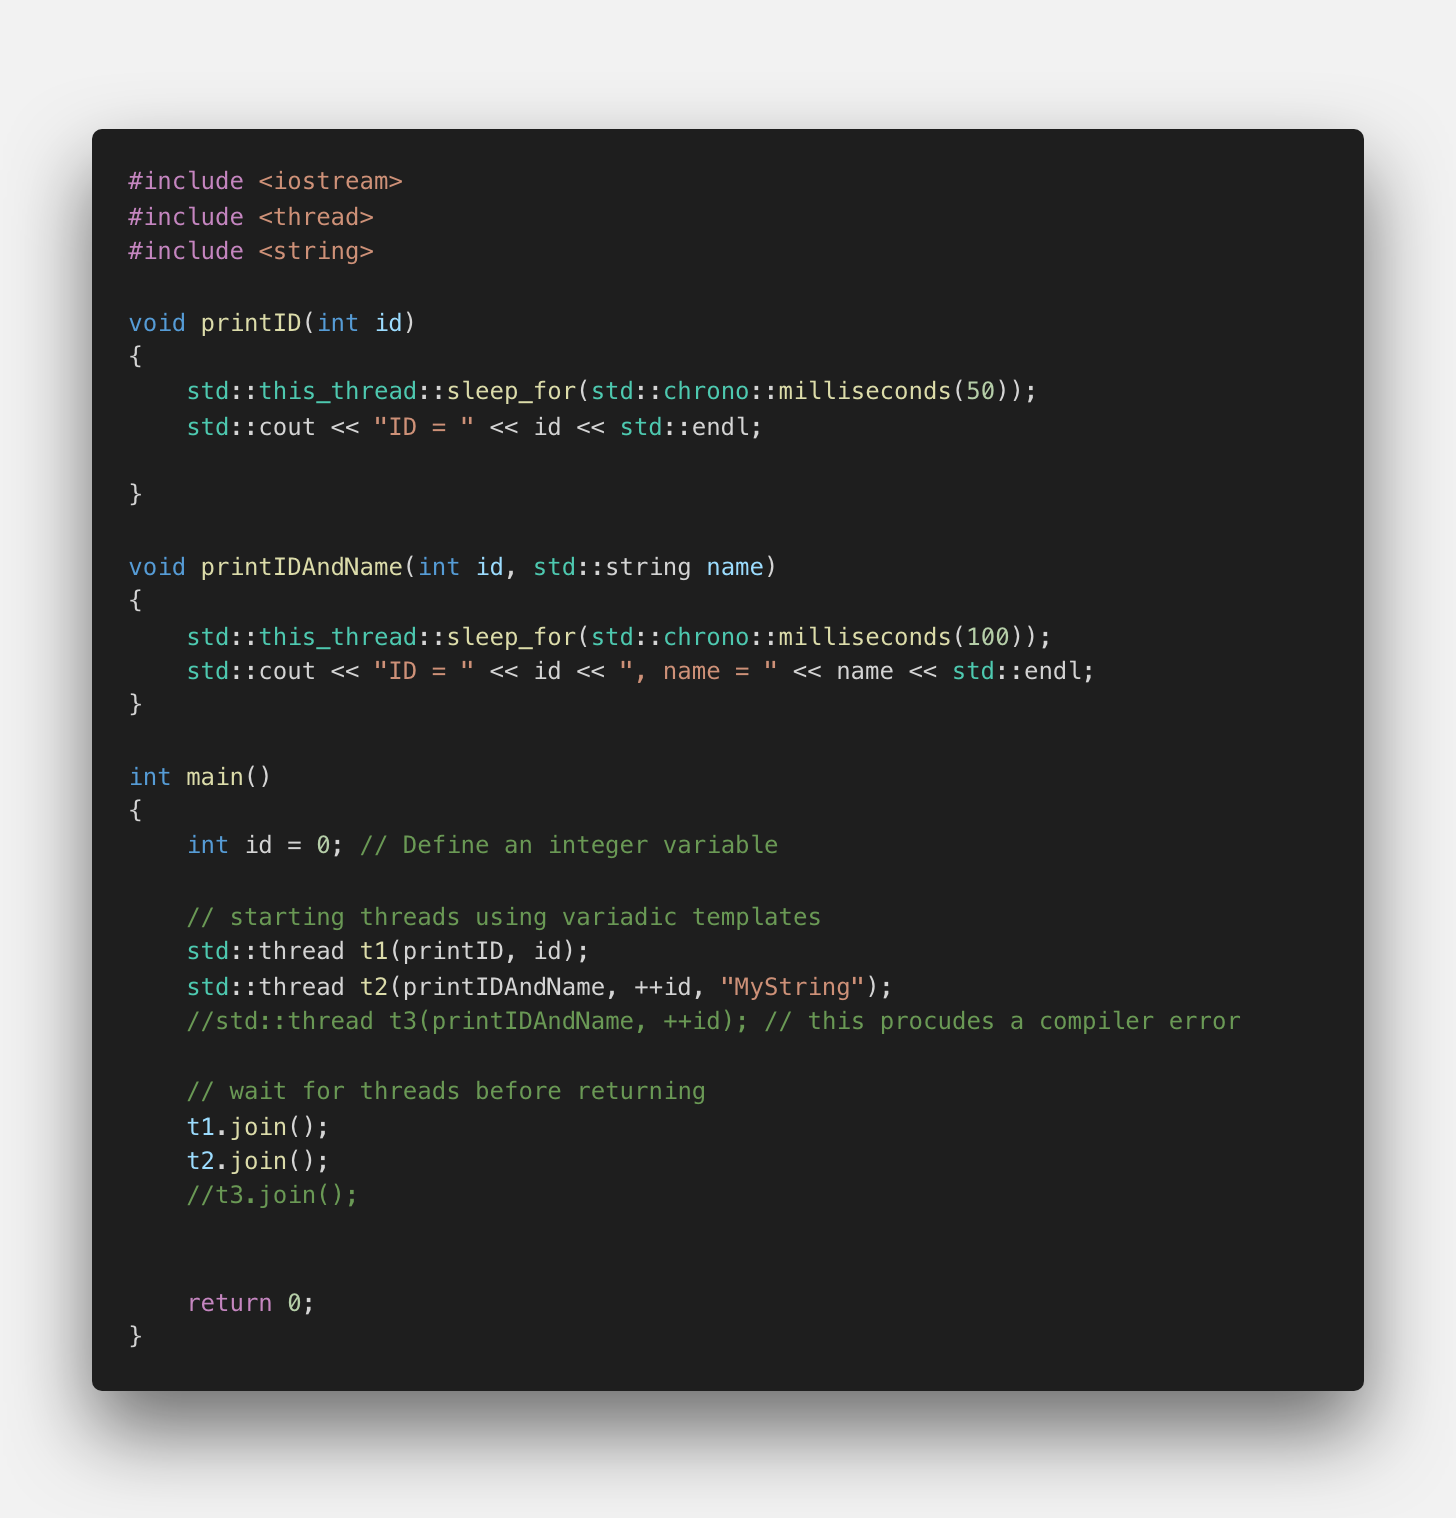 #include <iostream>
#include <thread>
#include <string>

void printID(int id)
{
    std::this_thread::sleep_for(std::chrono::milliseconds(50));
    std::cout << "ID = " << id << std::endl;

}

void printIDAndName(int id, std::string name)
{
    std::this_thread::sleep_for(std::chrono::milliseconds(100));
    std::cout << "ID = " << id << ", name = " << name << std::endl;
}

int main()
{
    int id = 0; // Define an integer variable

    // starting threads using variadic templates
    std::thread t1(printID, id);
    std::thread t2(printIDAndName, ++id, "MyString");
    //std::thread t3(printIDAndName, ++id); // this procudes a compiler error

    // wait for threads before returning
    t1.join();
    t2.join();
    //t3.join();


    return 0;
}